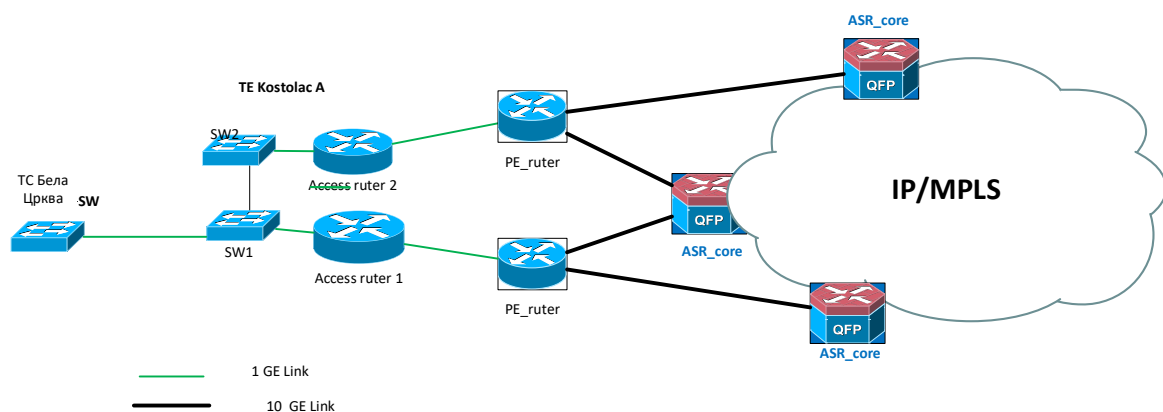 ASR_core
QFP
TE Kostolac A
SW2
PE_ruter
Access ruter 2
ТС Бела
Црква
SW
IP/MPLS
QFP
ASR_core
SW1
Access ruter 1
PE_ruter
QFP
ASR_core
1 GE Link
10 GE Link